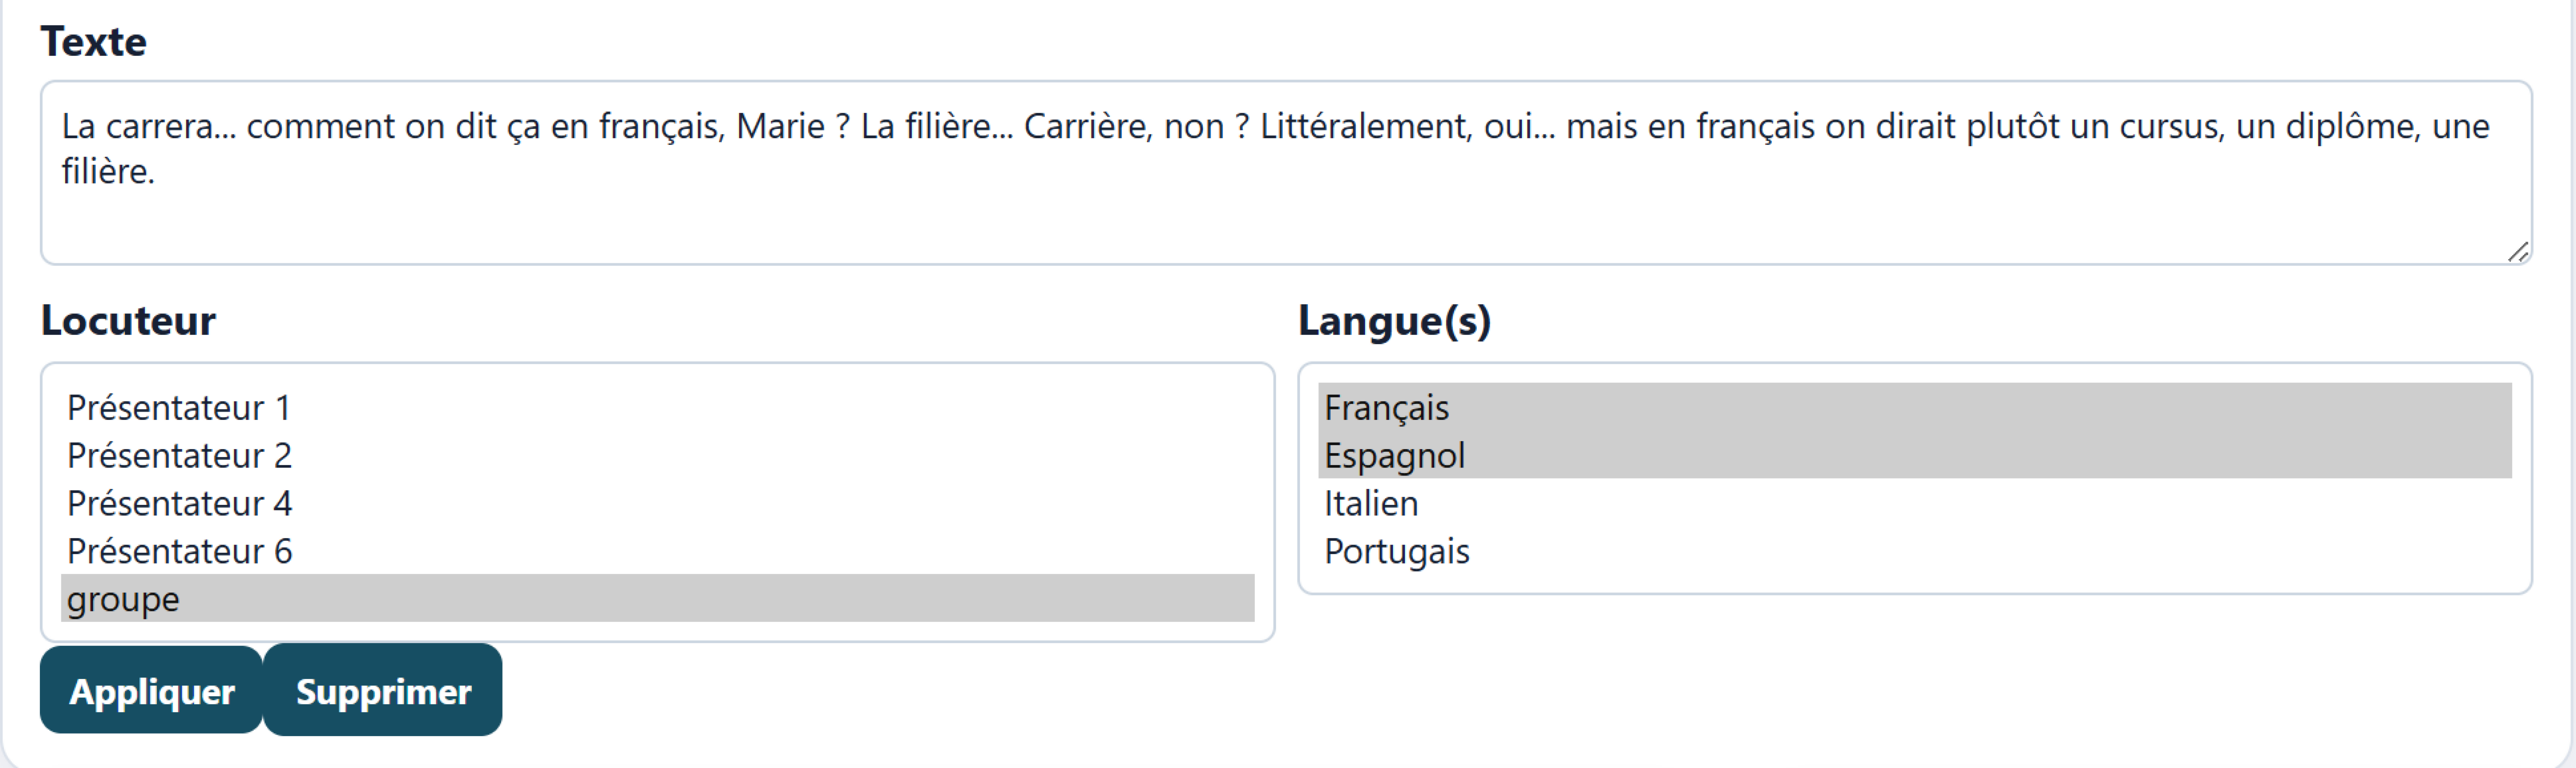 Texte
La carrera... comment on dit ça en français, Marie ? La filière... Carrière, non ? Littéralement, oui... mais en français on dirait plutôt un cursus, un diplôme, une
filière.
Locuteur
Présentateur 1
Présentateur 2
Présentateur 4
Présentateur 6
groupe
Langue(s)
Français
Espagnol
Italien
Portugais
Appliquer
Supprimer